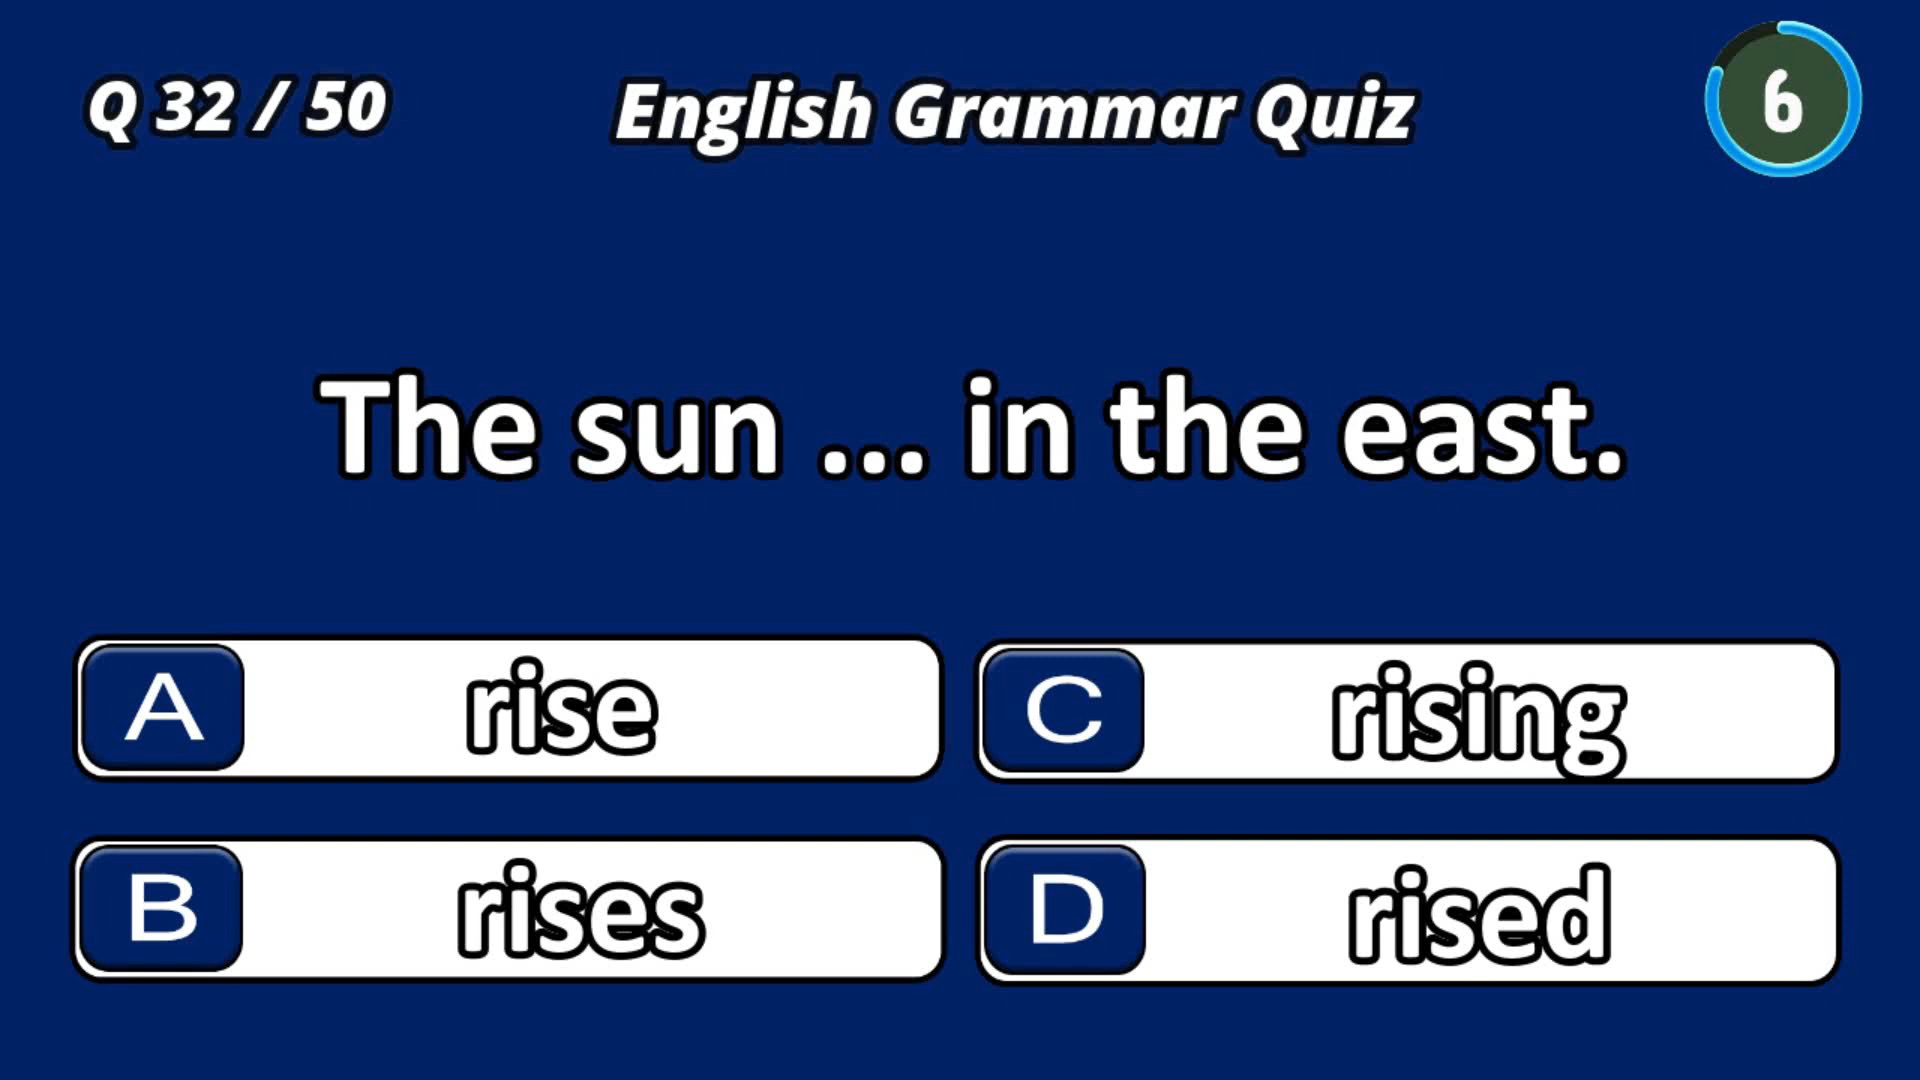 Q 32 / 50
English Grammar Quiz
6
The sun ... in the east.
A rise
C rising
B rises
D rised